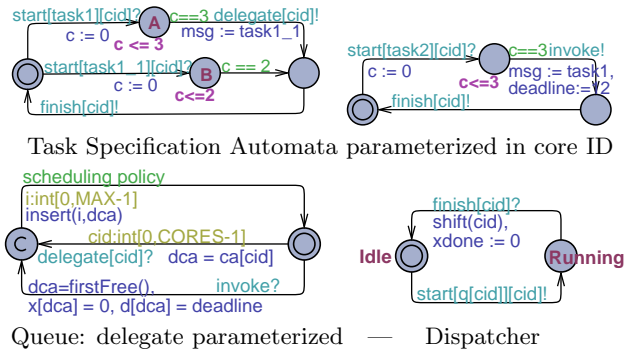 start[task1][cid]?
A
c==3
delegate[cid]!
c := 0
c <= 3
msg := task1_1
start[task1_1][cid]?
B
c == 2
c := 0
c<=2
finish[cid]!
start[task2][cid]?
c==3
invoke!
c := 0
c<=3
msg := task1,
deadline:= 2
finish[cid]!
Task Specification Automata parameterized in core ID
scheduling policy
i:int[0,MAX-1]
insert(i,dca)
C
cid:int[0,CORES-1]
delegate[cid]?
dca = ca[cid]
dca=firstFree(),
invoke?
x[dca] = 0, d[dca] = deadline
finish[cid]?
shift(cid),
xdone := 0
Idle
Running
start[q[cid]][cid]!
Queue: delegate parameterized — Dispatcher